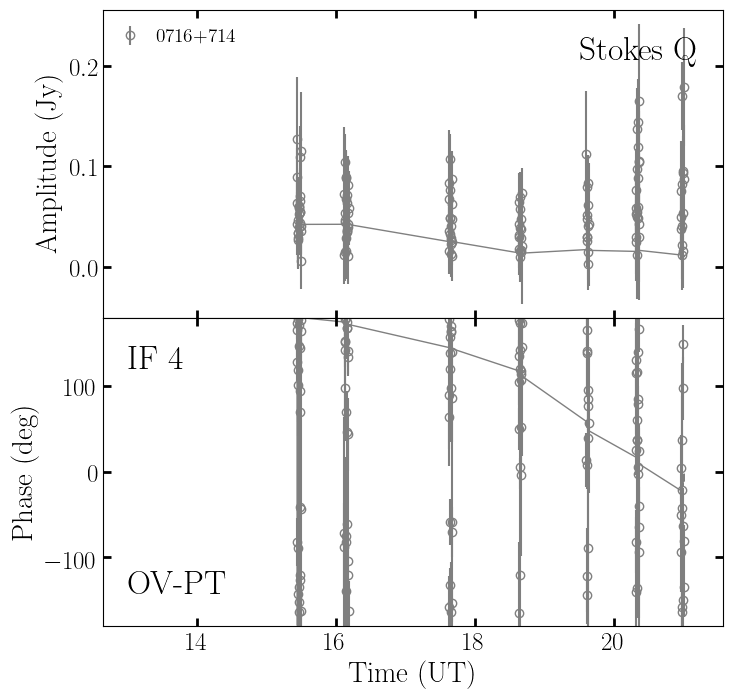 0716+714
Stokes Q
Amplitude (Jy)
0.2
0.1
0.0
IF 4
Phase (deg)
100
0
−100
OV-PT
14 16 18 20
Time (UT)